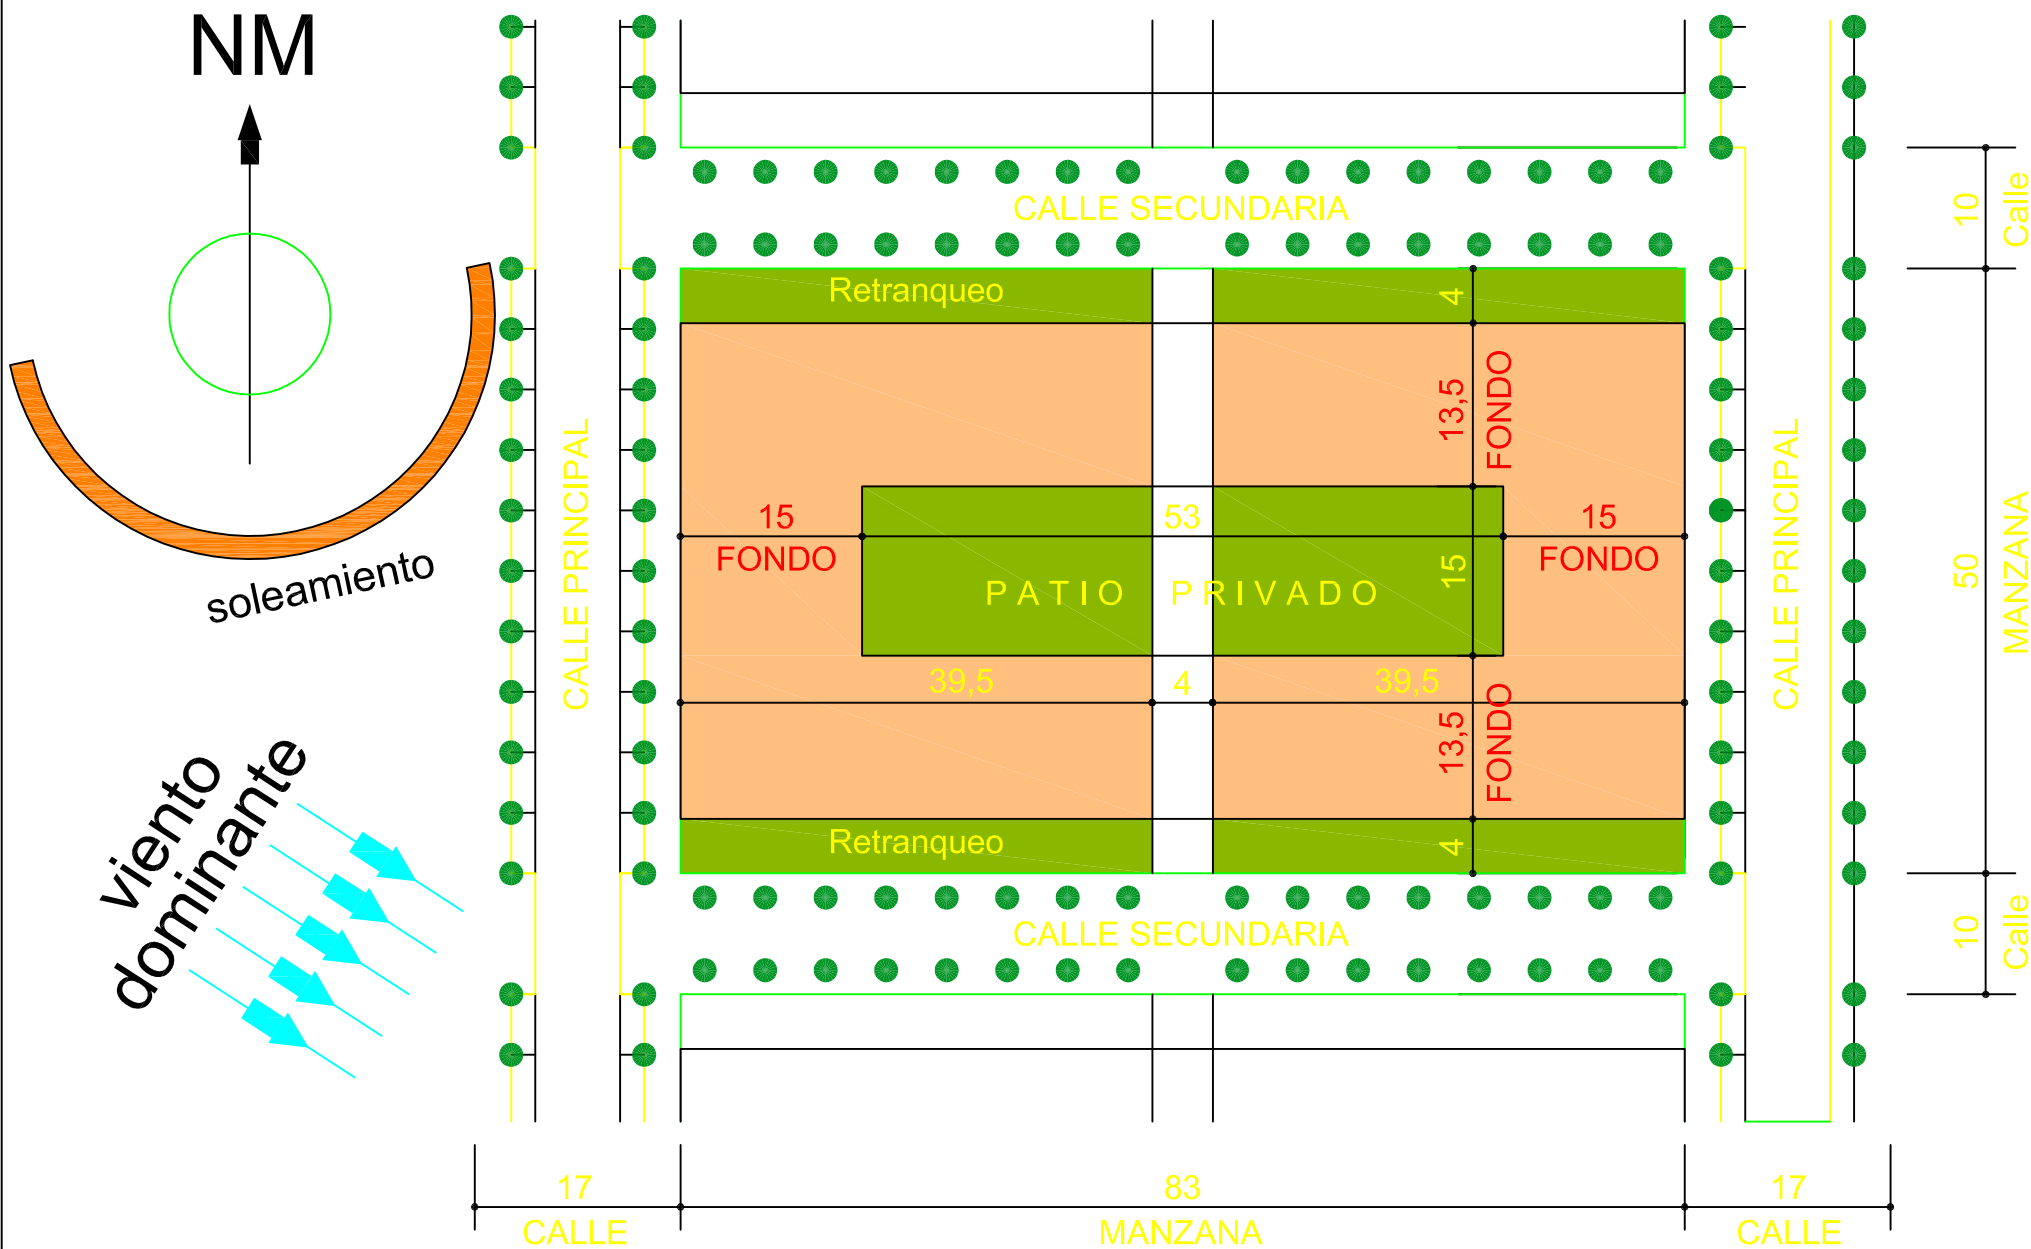 NM
CALLE SECUNDARIA
10
Calle
Retranqueo
4
13,5
FONDO
15
FONDO
53
15
FONDO
15
PATIO PRIVADO
CALLE PRINCIPAL
CALLE PRINCIPAL
50
MANZANA
soleamiento
39,5
4
39,5
13,5
FONDO
viento
dominante
Retranqueo
4
CALLE SECUNDARIA
10
Calle
17
83
17
CALLE
MANZANA
CALLE